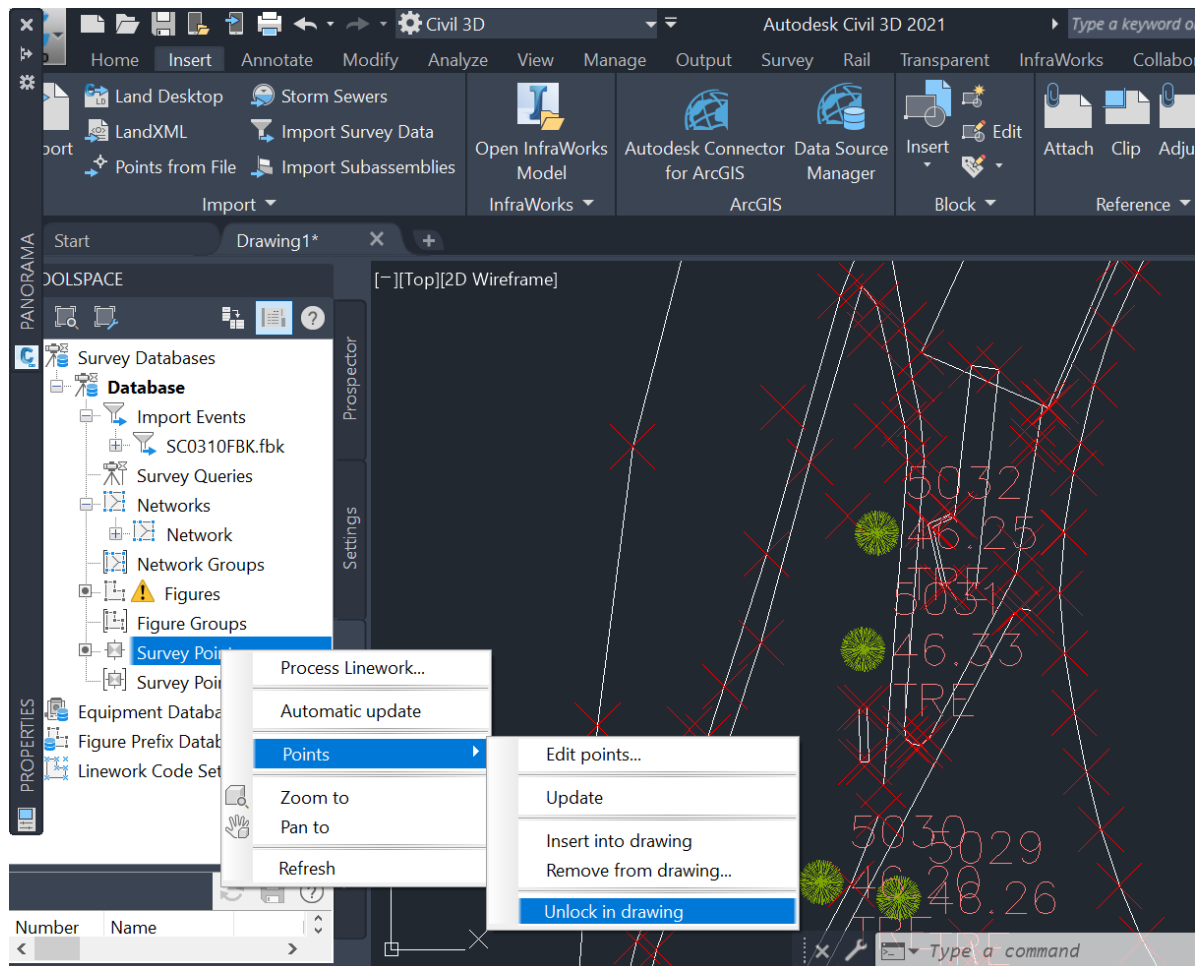 Civil 3D
Autodesk Civil 3D 2021
Type a keyword or
Home Insert Annotate Modify Analyze View Manage Output Survey Rail Transparent InfraWorks Collabor
Land Desktop
Storm Sewers
LandXML
Import Survey Data
Points from File
Import Subassemblies
port
Import
Open InfraWorks
Model
InfraWorks
Autodesk Connector
for ArcGIS
Data Source
Manager
ArcGIS
Insert
Edit
Block
Attach Clip Adju
Reference
Start
Drawing1*
PANORAMA
OOLSPACE
[−][Top][2D Wireframe]
Survey Databases
Database
Import Events
SC0310FBK.fbk
Survey Queries
Networks
Network
Network Groups
Figures
Figure Groups
Survey Poin
Survey Poi
Equipment Databa
Figure Prefix Datab
Linework Code Set
Prospector
Settings
PROPERTIES
Process Linework...
Automatic update
Points
Zoom to
Pan to
Refresh
Edit points...
Update
Insert into drawing
Remove from drawing...
Unlock in drawing
5032
46.25
TRE
5031
46.33
TRE
5030
5029
46.26
TRE
Number Name
Type a command